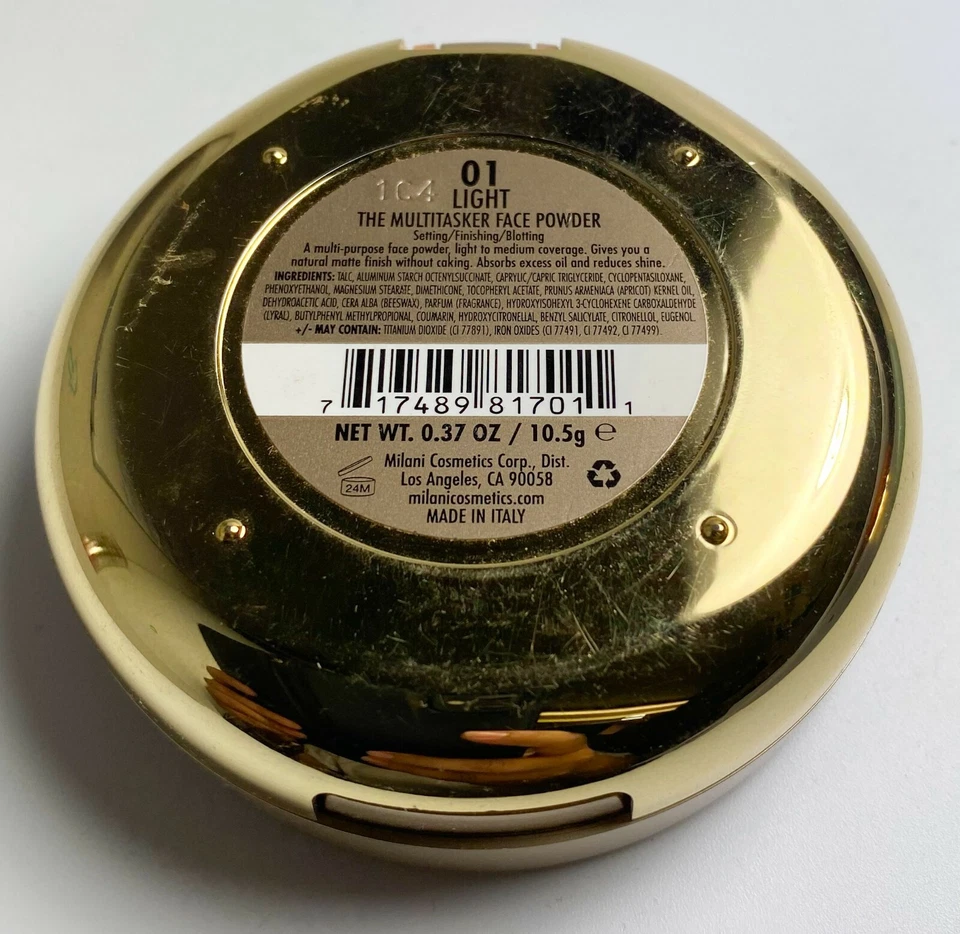 01
1C4 LIGHT
THE MULTITASKER FACE POWDER
Setting/Finishing/Blotting
A multi-purpose face powder, light to medium coverage. Gives you a
natural matte finish without caking. Absorbs excess oil and reduces shine.
INGREDIENTS: TALC, ALUMINUM STARCH OCTENYLSUCCINATE, CAPRYLIC/CAPRIC TRIGLYCERIDE, CYCLOPENTASILOXANE,
PHENOXYETHANOL, MAGNESIUM STEARATE, DIMETHICONE, TOCOPHERYL ACETATE, PRUNUS ARMENIACA (APRICOT) KERNEL OIL,
DEHYDROACETIC ACID, CERA ALBA (BEESWAX), PARFUM (FRAGRANCE), HYDROXYISOHEXYL 3-CYCLOHEXENE CARBOXALDEHYDE
(LYRAL), BUTYLPHENYL METHYLPROPIONAL, COUMARIN, HYDROXYCITRONELLAL, BENZYL SALICYLATE, CITRONELLOL, EUGENOL.
+/- MAY CONTAIN: TITANIUM DIOXIDE (CI 77891), IRON OXIDES (CI 77491, CI 77492, CI 77499).
7 17489 81701 1
NET WT. 0.37 OZ / 10.5g ℮
Milani Cosmetics Corp., Dist.
Los Angeles, CA 90058
24M
milanicosmetics.com
MADE IN ITALY